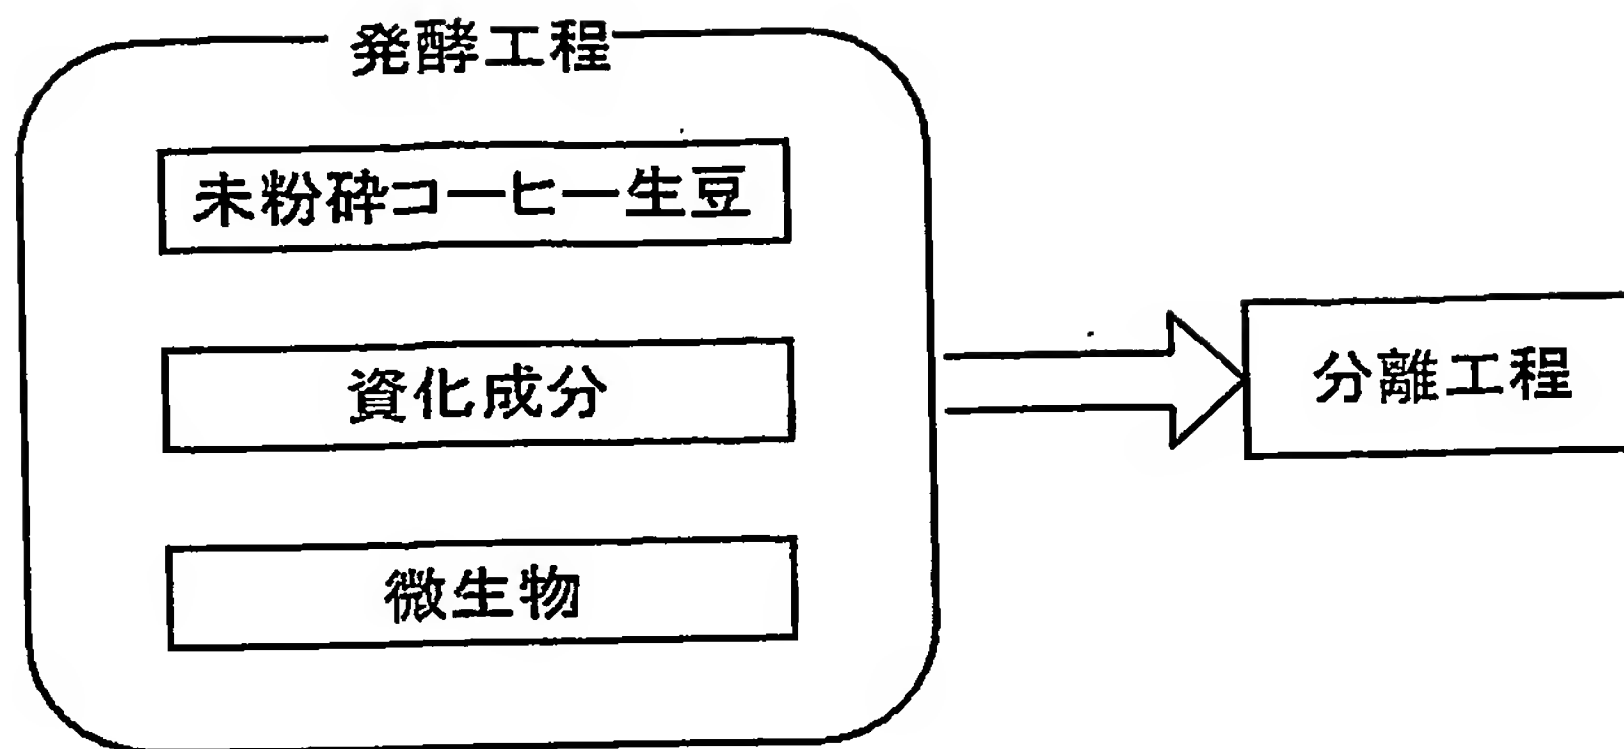 発酵工程
未粉砕コーヒー生豆
資化成分
微生物
分離工程